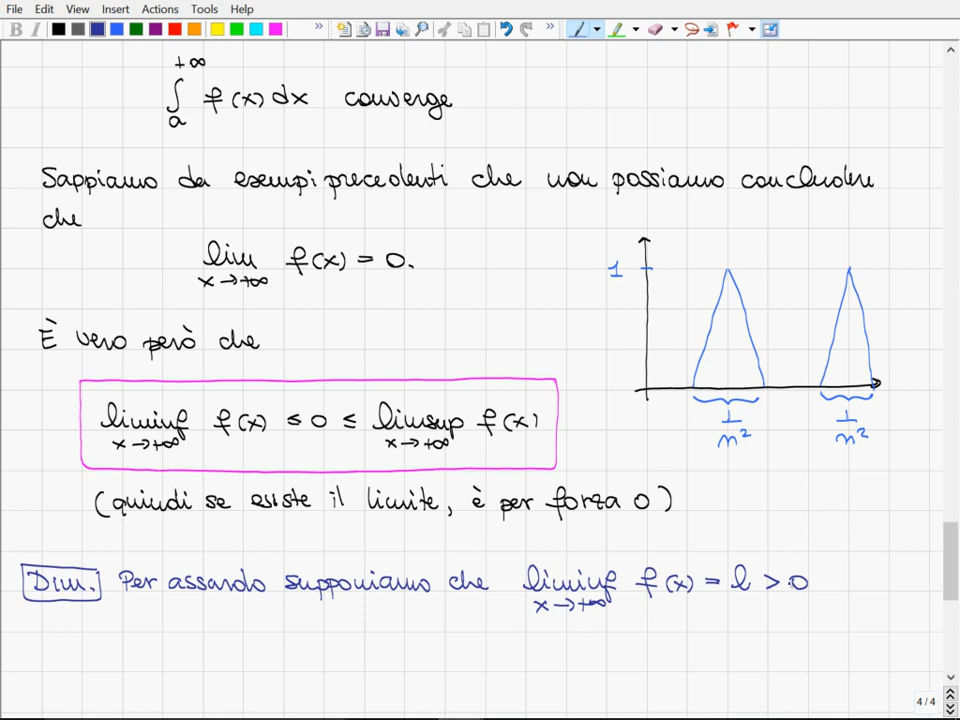 File Edit View Insert Actions Tools Help
B I
+∞
∫ f(x) dx converge
a
Sappiamo da esempi precedenti che non possiamo concludere
che
lim f(x) = 0.
x → +∞
1
È vero però che
liminf f(x) ≤ 0 ≤ limsup f(x)
x → +∞ x → +∞
1/n² 1/n²
(quindi se esiste il limite, è per forza 0)
Dim. Per assurdo supponiamo che liminf f(x) = l > 0
x → +∞
4 / 4